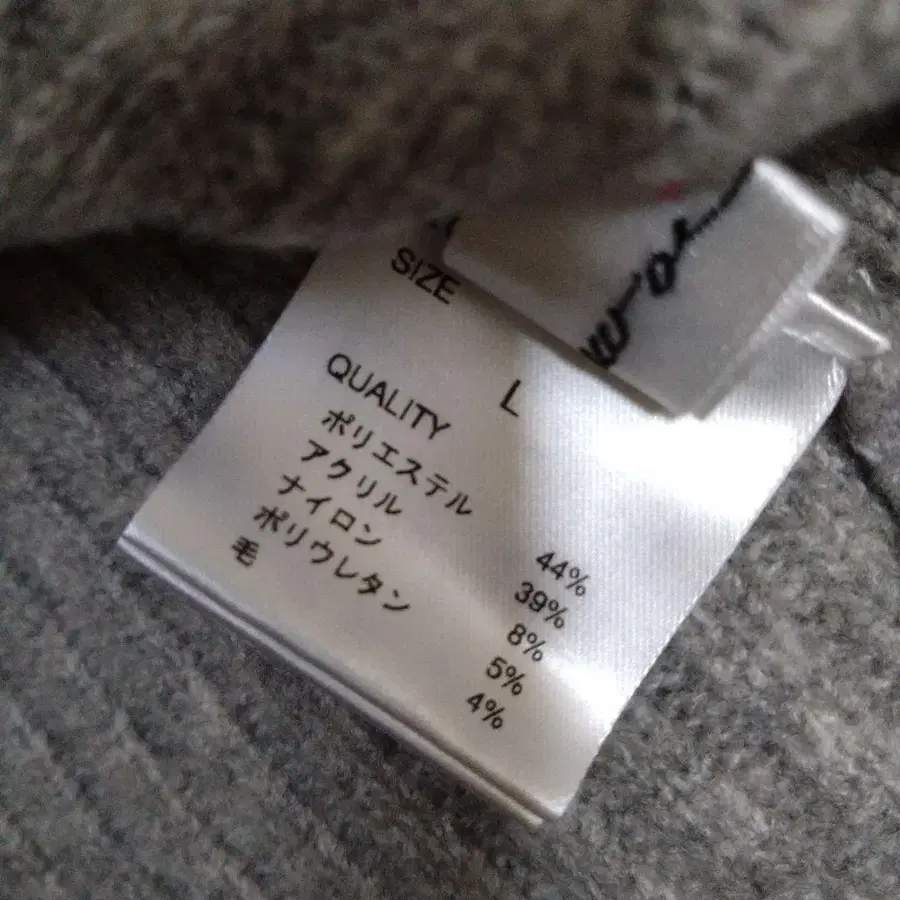 SIZE
L
QUALITY
ポリエステル 44%
アクリル 39%
ナイロン 8%
ポリウレタン 5%
毛 4%